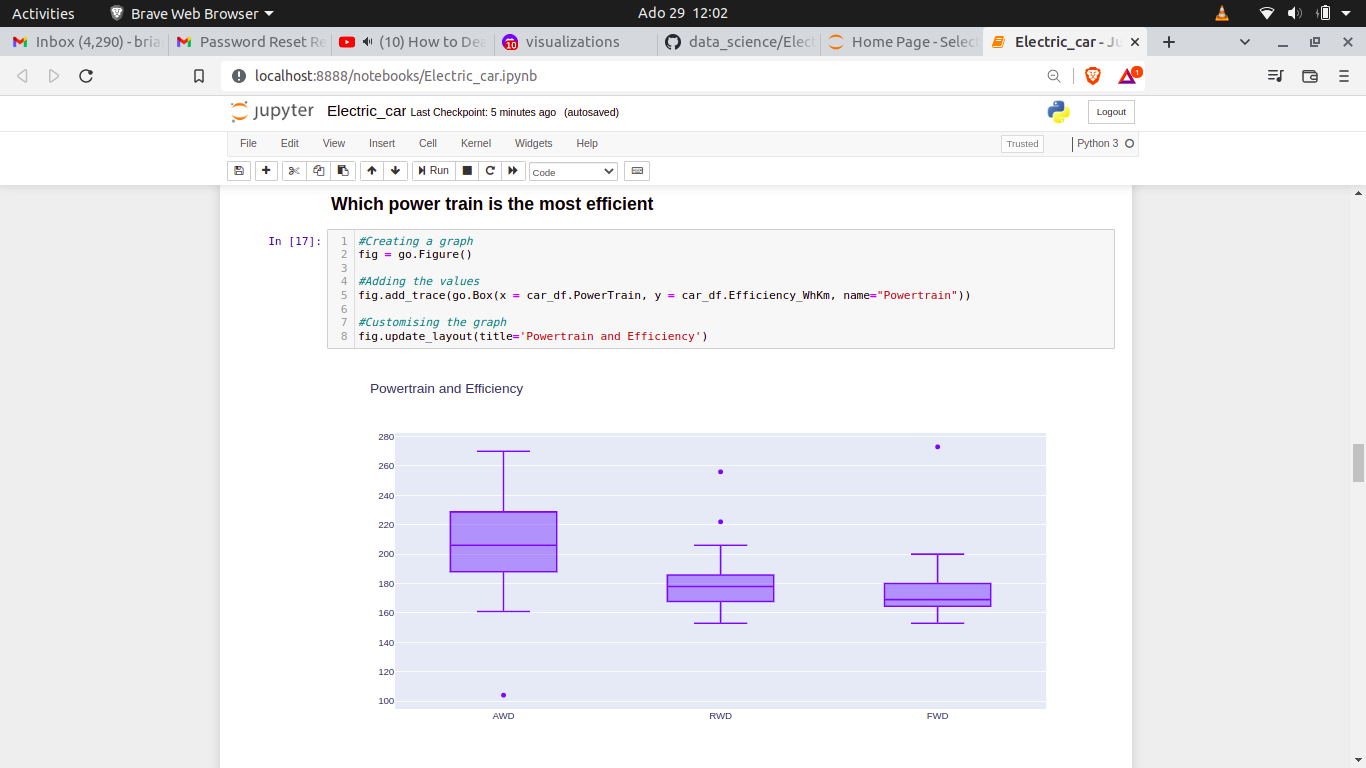 Activities Brave Web Browser Ado 29 12:02
Inbox (4,290) - bria Password Reset Re (10) How to Dea 10 visualizations data_science/Elect Home Page - Select Electric_car - Ju
localhost:8888/notebooks/Electric_car.ipynb 1
jupyter Electric_car Last Checkpoint: 5 minutes ago (autosaved) Logout
File Edit View Insert Cell Kernel Widgets Help Trusted Python 3
Run Code
Which power train is the most efficient
In [17]:
1 #Creating a graph
2 fig = go.Figure()
3
4 #Adding the values
5 fig.add_trace(go.Box(x = car_df.PowerTrain, y = car_df.Efficiency_WhKm, name="Powertrain"))
6
7 #Customising the graph
8 fig.update_layout(title='Powertrain and Efficiency')
Powertrain and Efficiency
280
260
240
220
200
180
160
140
120
100
AWD RWD FWD